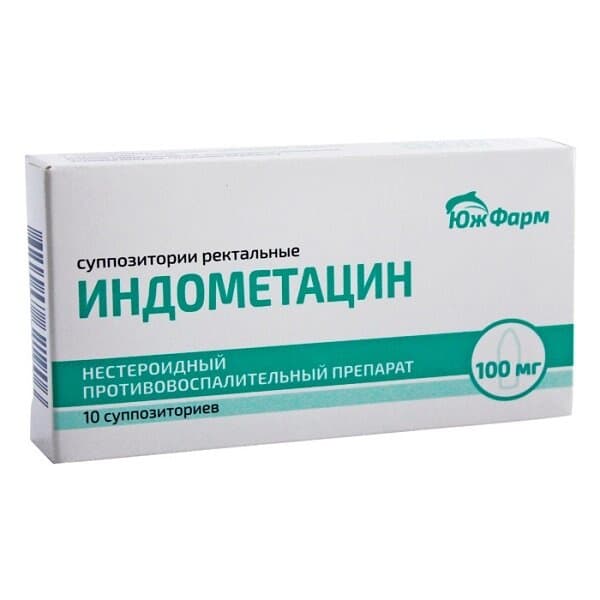 ЮжФарм
суппозитории ректальные
ИНДОМЕТАЦИН
НЕСТЕРОИДНЫЙ
ПРОТИВОВОСПАЛИТЕЛЬНЫЙ ПРЕПАРАТ
100 мг
10 суппозиториев